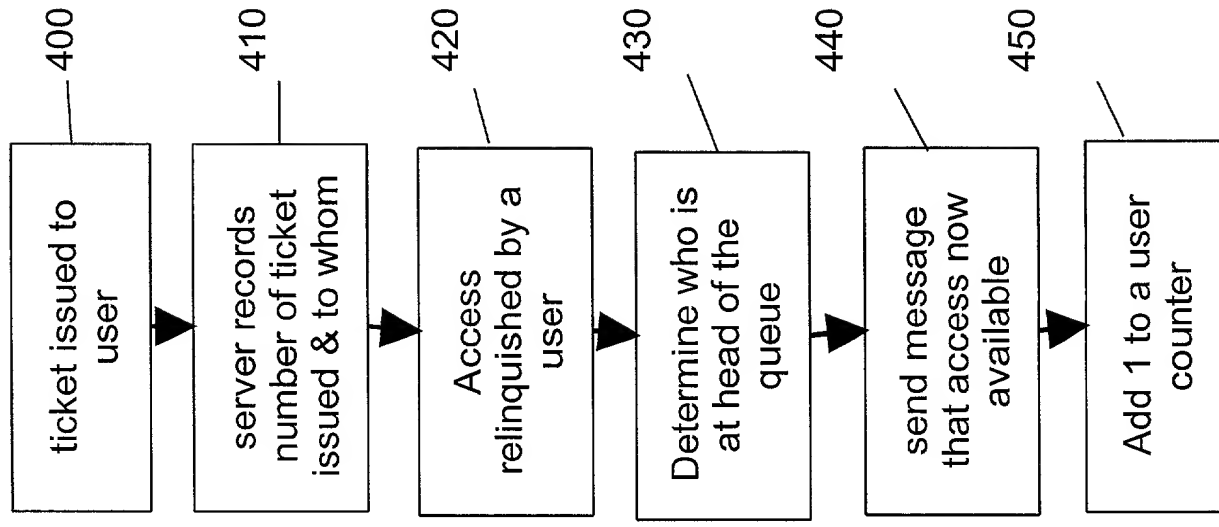 ticket issued to
user
400
server records
number of ticket
issued & to whom
410
Access
relinquished by a
user
420
Determine who is
at head of the
queue
430
send message
that access now
available
440
Add 1 to a user
counter
450